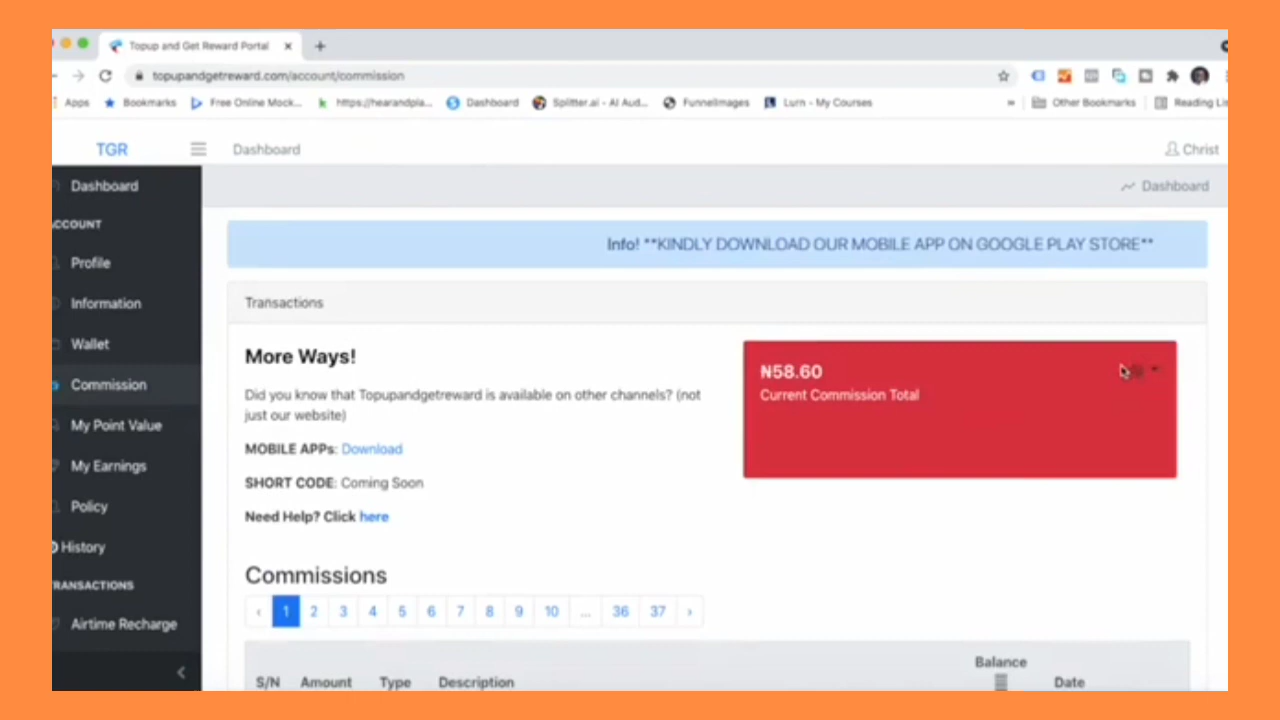 Topup and Get Reward Portal
topupandgetreward.com/account/commission
Apps Bookmarks Free Online Mock... https://hearandpla... Dashboard Splitter.ai - AI Aud... FunnelImages Lurn - My Courses » Other Bookmarks Reading Li
TGR Dashboard Christ
Dashboard
Dashboard
CCOUNT
Profile
Information
Wallet
Commission
My Point Value
My Earnings
Policy
History
RANSACTIONS
Airtime Recharge
Info! **KINDLY DOWNLOAD OUR MOBILE APP ON GOOGLE PLAY STORE**
Transactions
More Ways!
Did you know that Topupandgetreward is available on other channels? (not
just our website)
MOBILE APPs: Download
SHORT CODE: Coming Soon
Need Help? Click here
₦58.60
Current Commission Total
Commissions
‹ 1 2 3 4 5 6 7 8 9 10 ... 36 37 ›
S/N Amount Type Description Balance Date